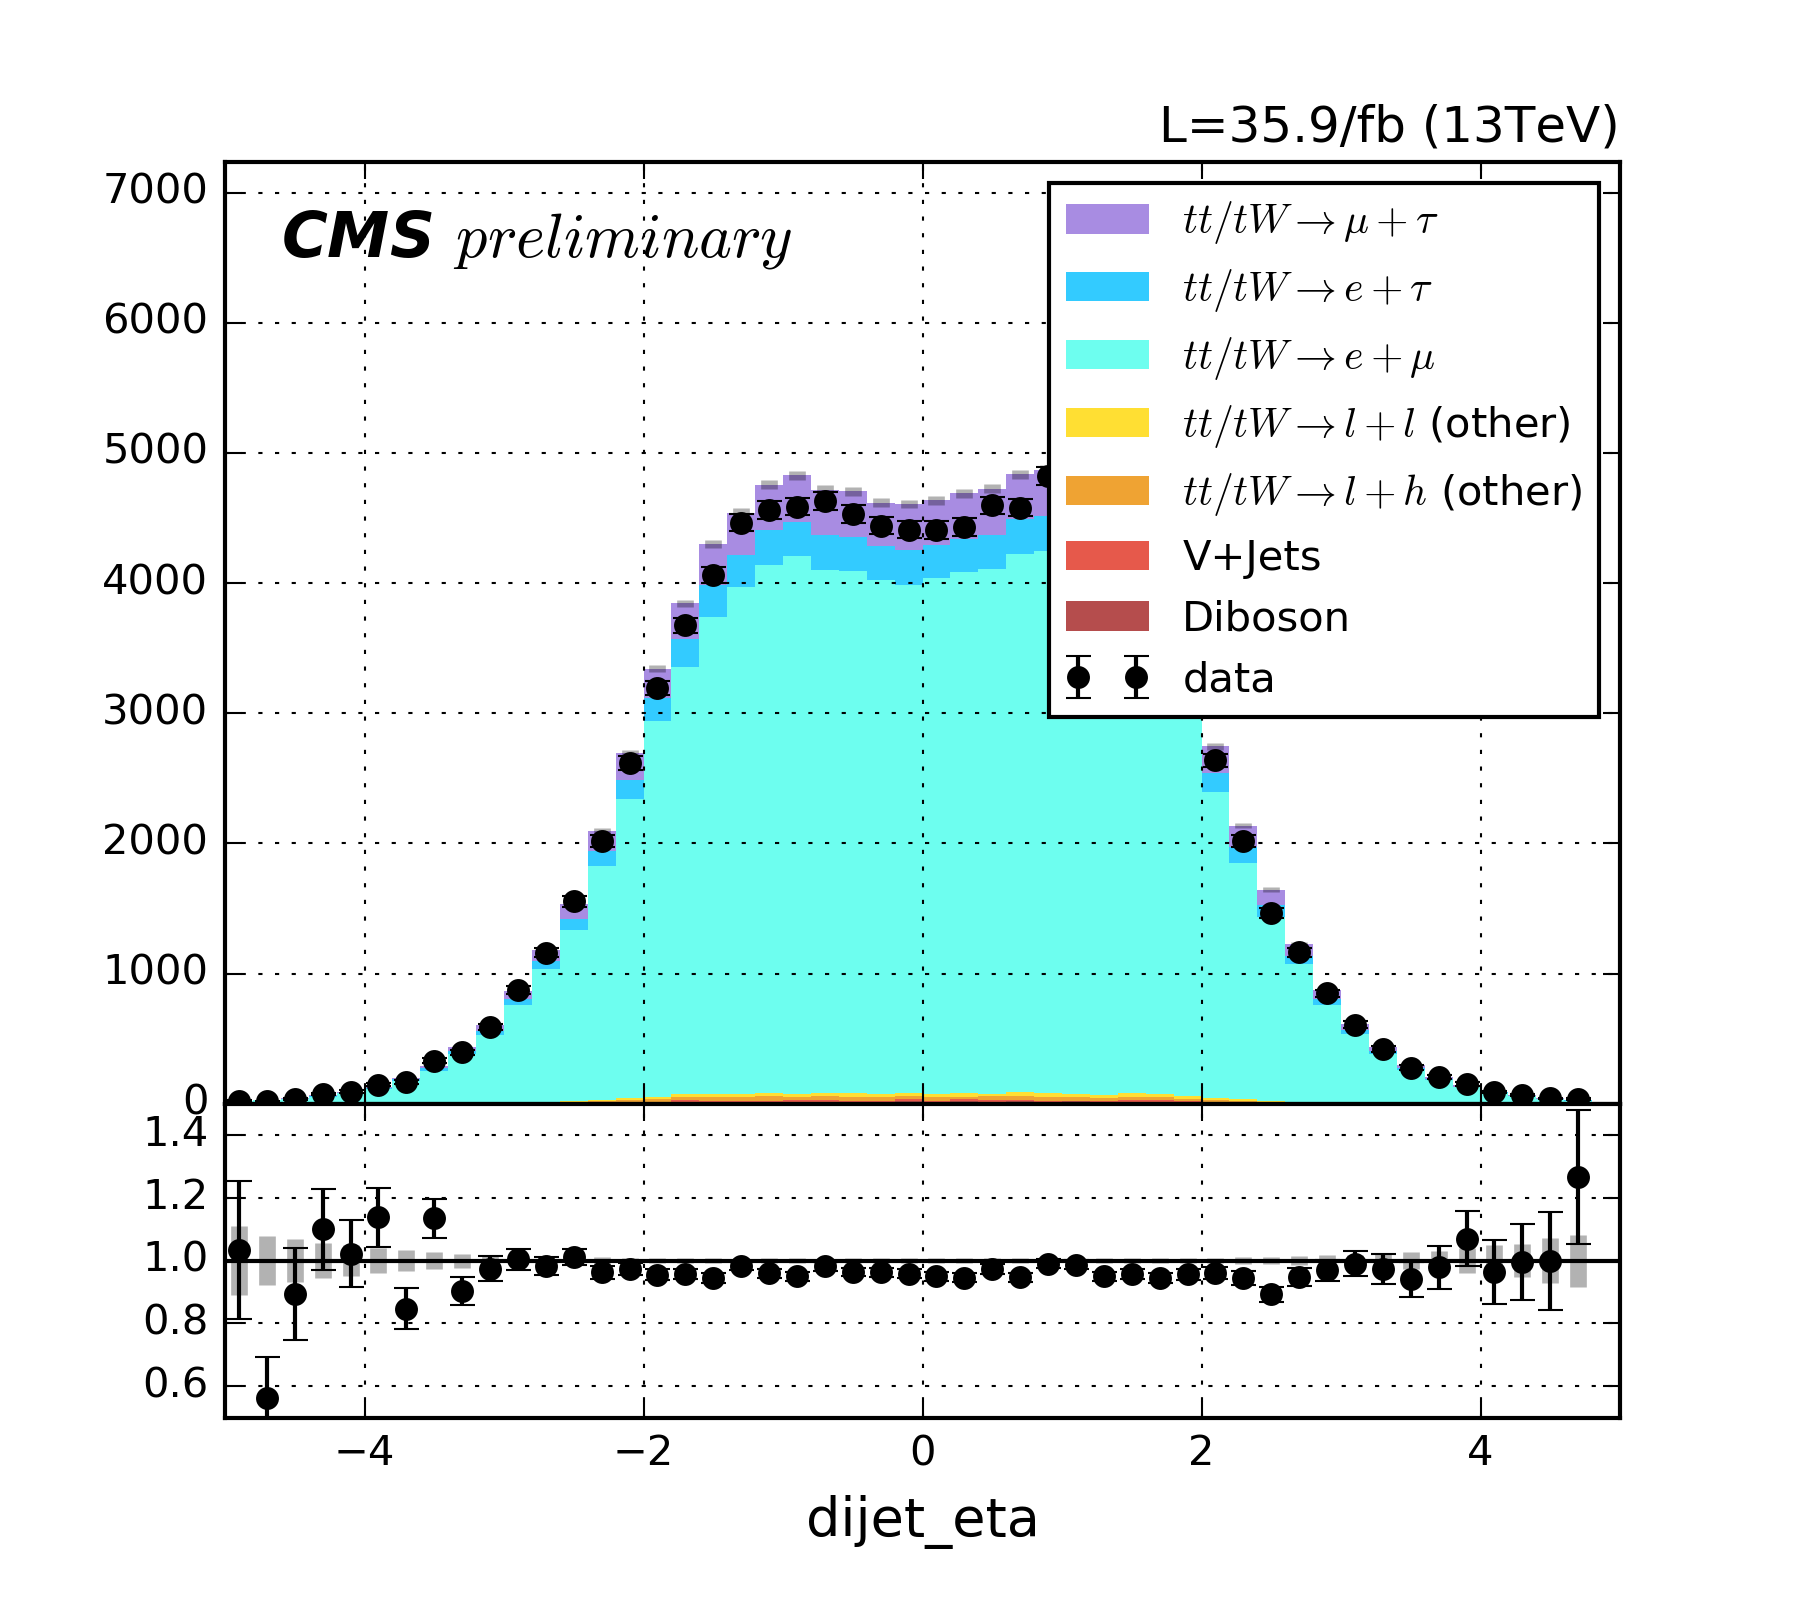 L=35.9/fb (13TeV)
CMS preliminary
7000
6000
5000
4000
3000
2000
1000
0
tt/tW→μ+τ
tt/tW→e+τ
tt/tW→e+μ
tt/tW→l+l (other)
tt/tW→l+h (other)
V+Jets
Diboson
data
1.4
1.2
1.0
0.8
0.6
−4 −2 0 2 4
dijet_eta